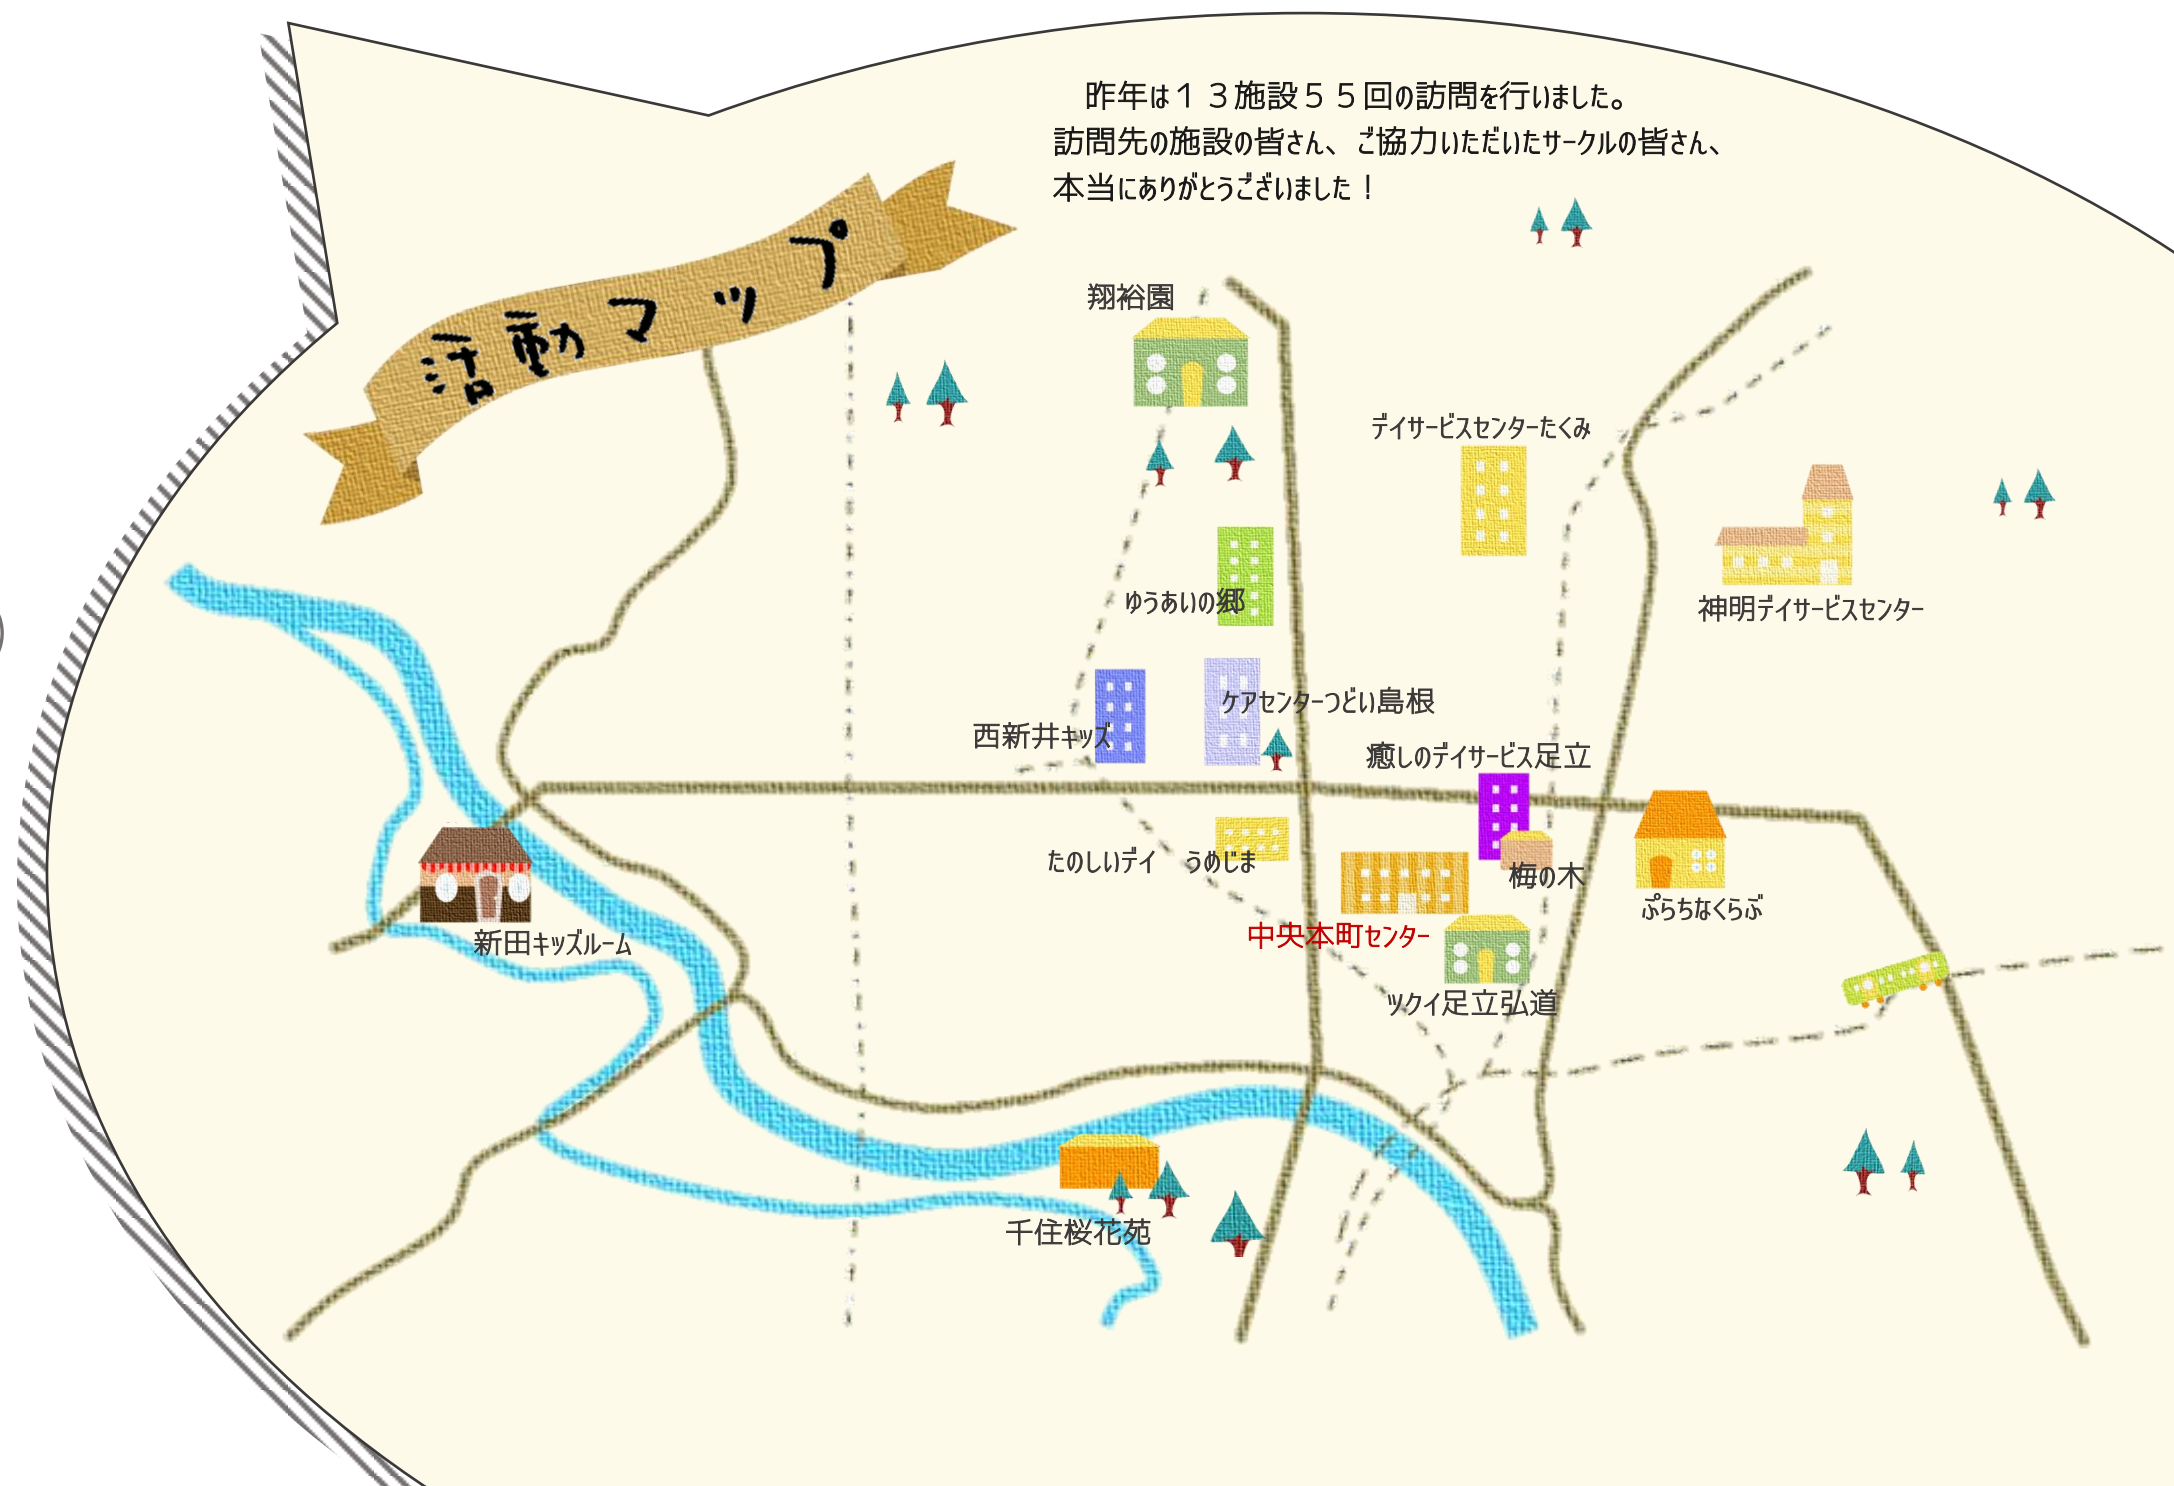 昨年は１３施設５５回の訪問を行いました。
訪問先の施設の皆さん、ご協力いただいたサークルの皆さん、
本当にありがとうございました！
活動マップ
翔裕園
デイサービスセンターたくみ
ゆうあいの郷
神明デイサービスセンター
ケアセンターつどい島根
西新井キッズ
癒しのデイサービス足立
たのしいデイ　うめじま
梅の木
ぷらちなくらぶ
中央本町センター
新田キッズルーム
ツクイ足立弘道
千住桜花苑